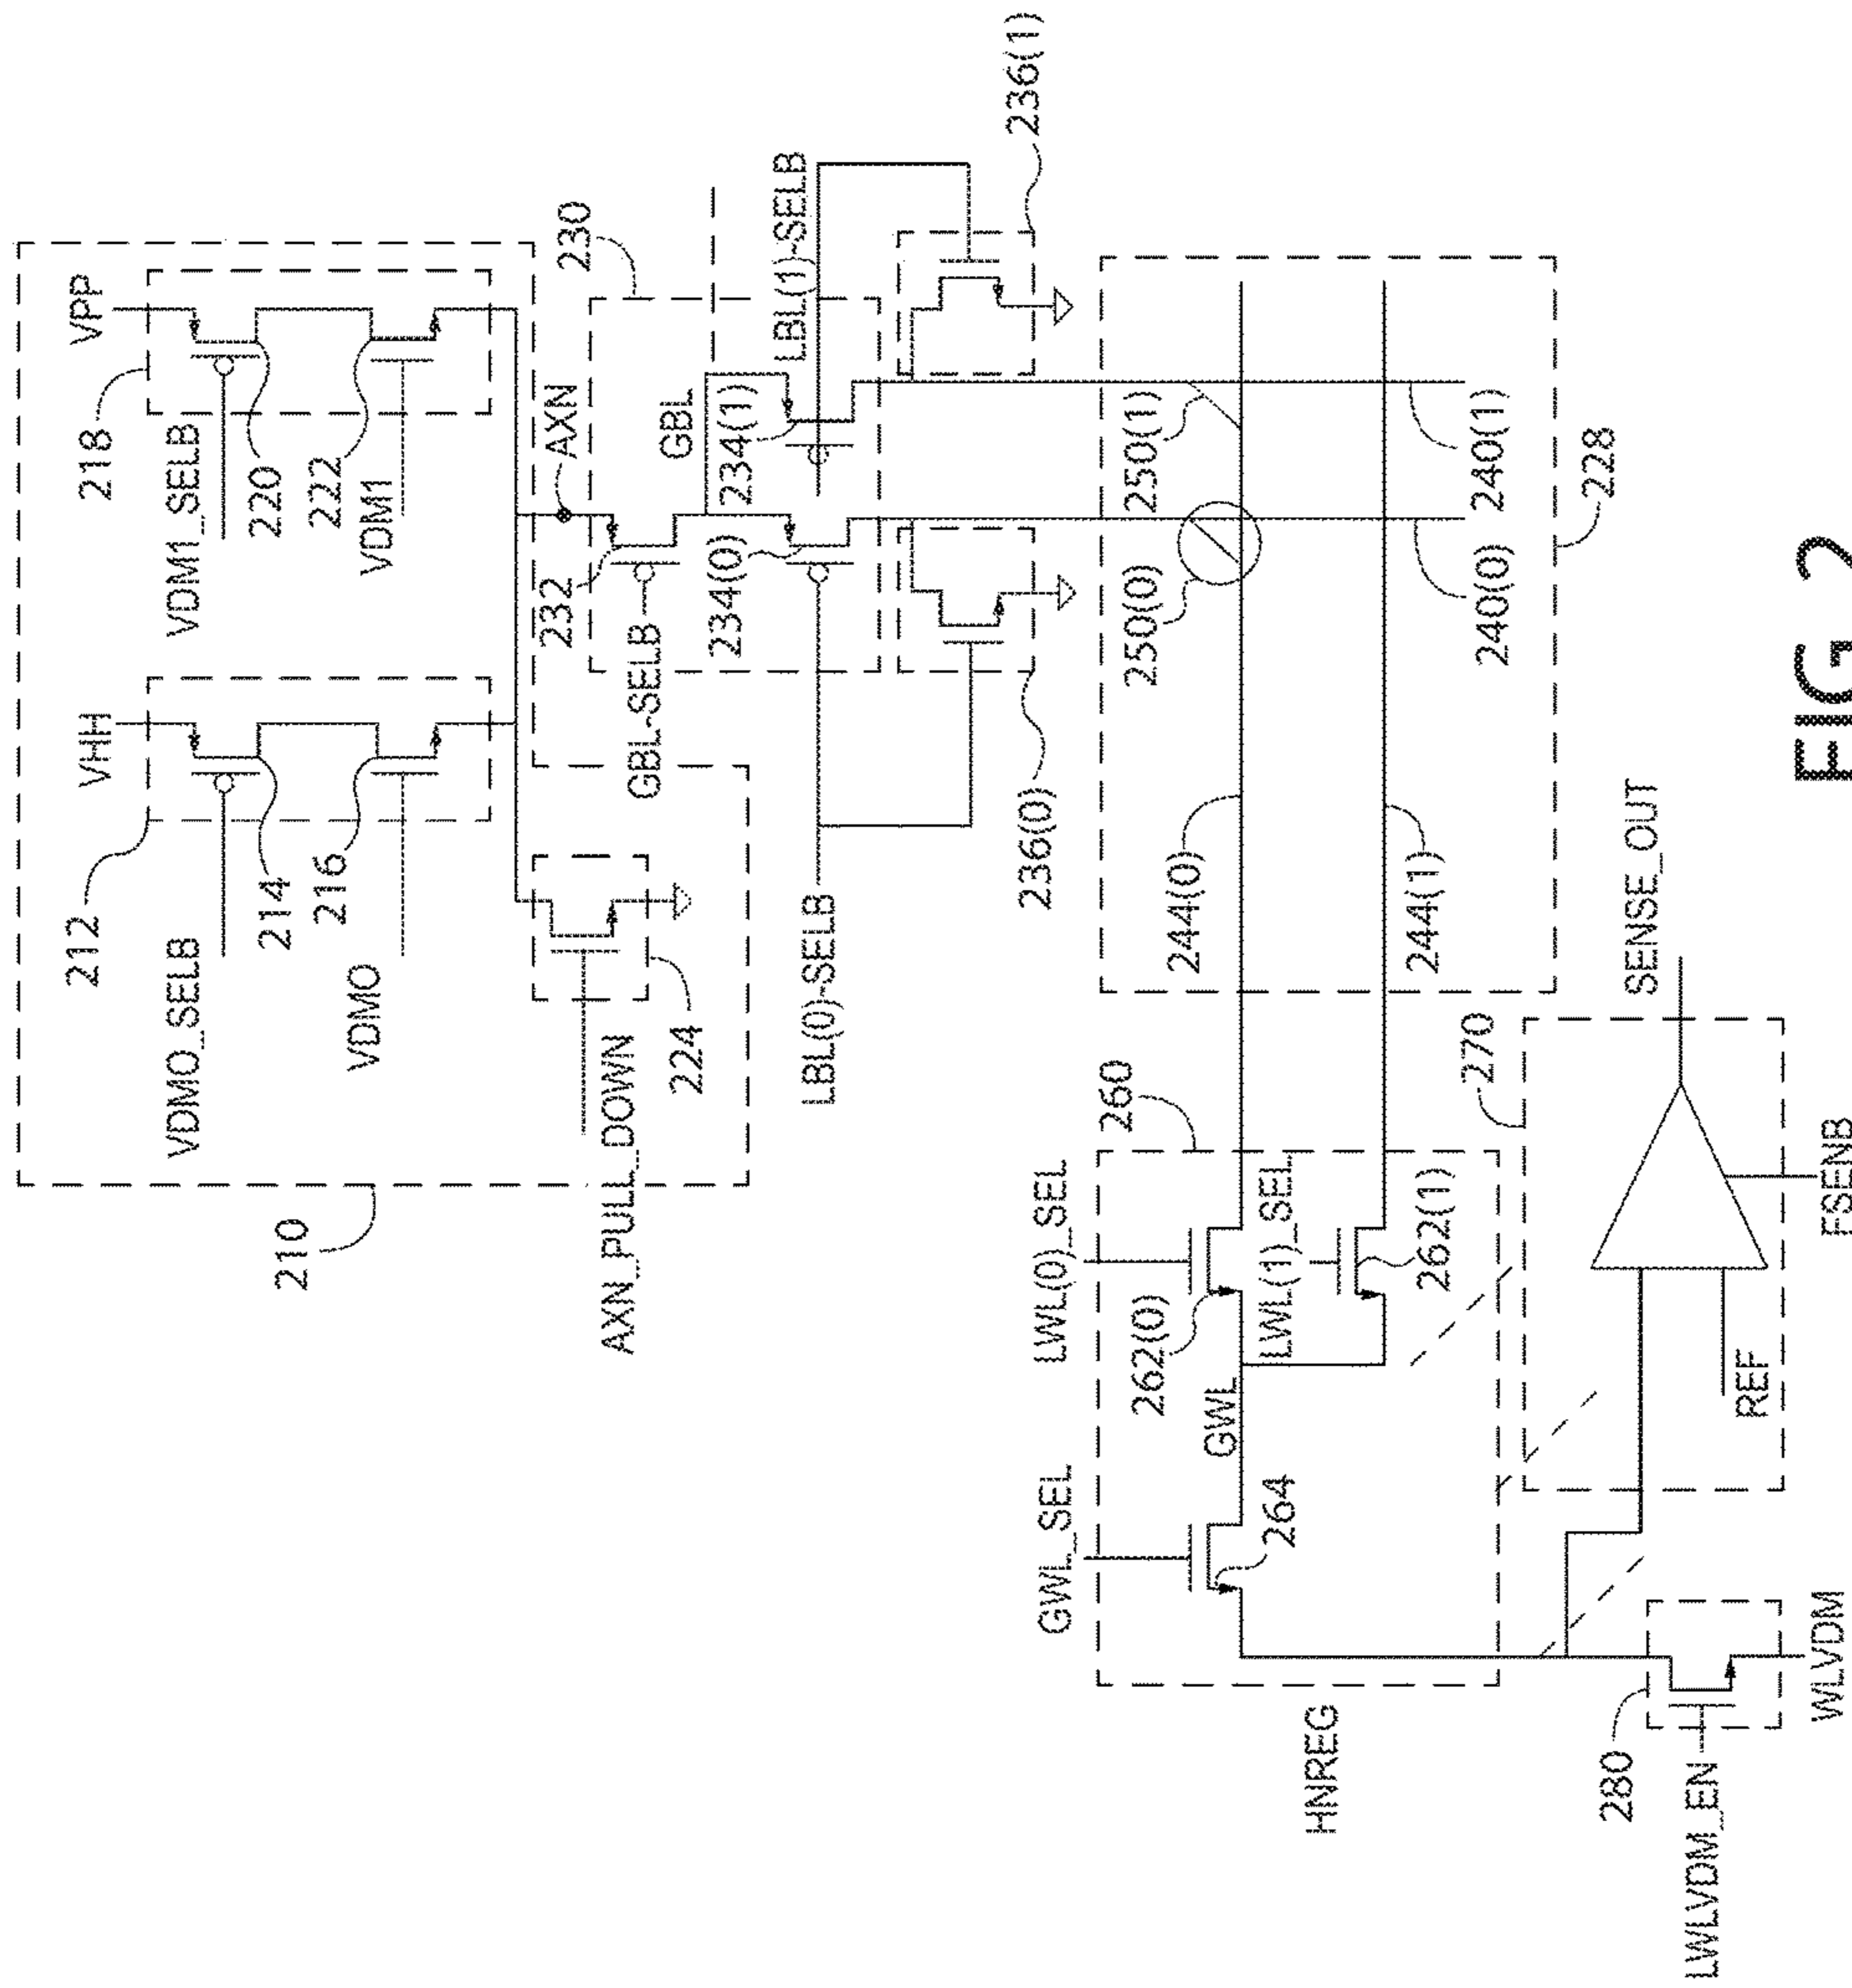 210
212
VHH
218
VPP
VDMO_SELB
214
VDM1_SELB
220
216
VDMO
222
VDM1
AXN_PULL_DOWN
224
AXN
232
230
GBL-SELB
GBL
234(0)
234(1)
LBL(0)-SELB
LBL(1)-SELB
236(0)
236(1)
GWL_SEL
LWL(0)_SEL
260
262(0)
244(0)
250(0)
250(1)
GWL
264
LWL(1)_SEL
262(1)
244(1)
240(0)
240(1)
HNREG
270
228
280
SENSE_OUT
LWLVDM_EN
REF
WLVDM
FSENB
FIG 2